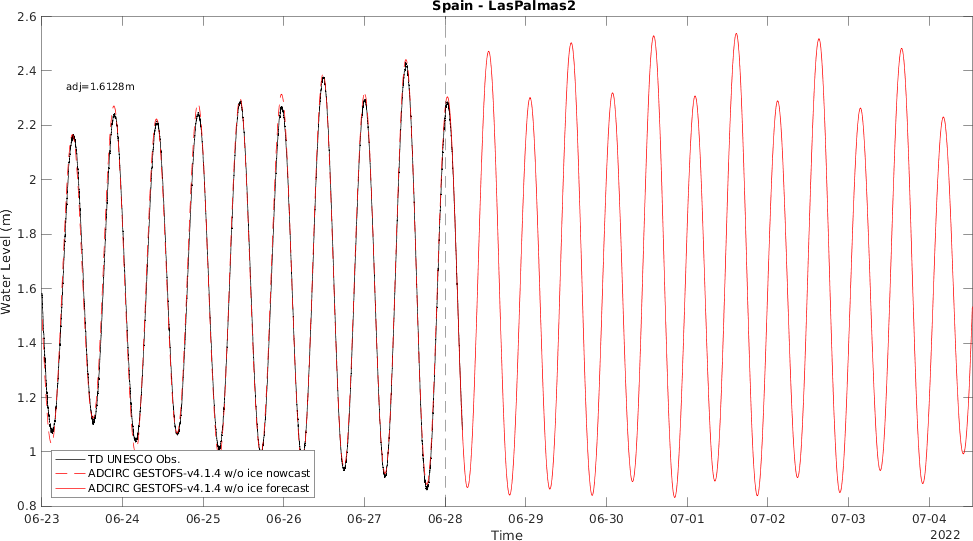 Spain - LasPalmas2
2.6
2.4
2.2
2
1.8
1.6
1.4
1.2
1
0.8
Water Level (m)
adj=1.6128m
TD UNESCO Obs.
ADCIRC GESTOFS-v4.1.4 w/o ice nowcast
ADCIRC GESTOFS-v4.1.4 w/o ice forecast
06-23 06-24 06-25 06-26 06-27 06-28 06-29 06-30 07-01 07-02 07-03 07-04
Time
2022